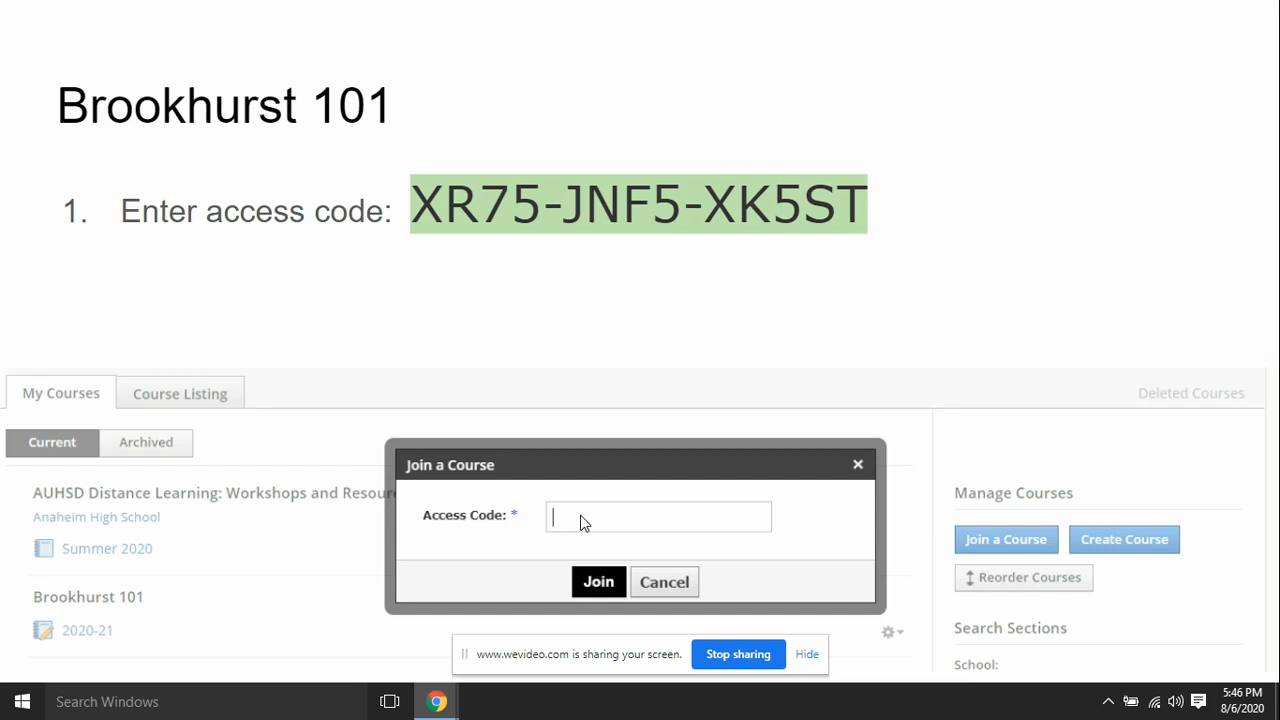 Brookhurst 101
1. Enter access code: XR75-JNF5-XK5ST
My Courses
Course Listing
Deleted Courses
Current
Archived
Join a Course
×
AUHSD Distance Learning: Workshops and Resour
Manage Courses
Anaheim High School
Access Code: *
Join a Course
Create Course
Summer 2020
Reorder Courses
Join
Cancel
Brookhurst 101
2020-21
Search Sections
www.wevideo.com is sharing your screen.
Stop sharing
Hide
School:
Search Windows
5:46 PM
8/6/2020